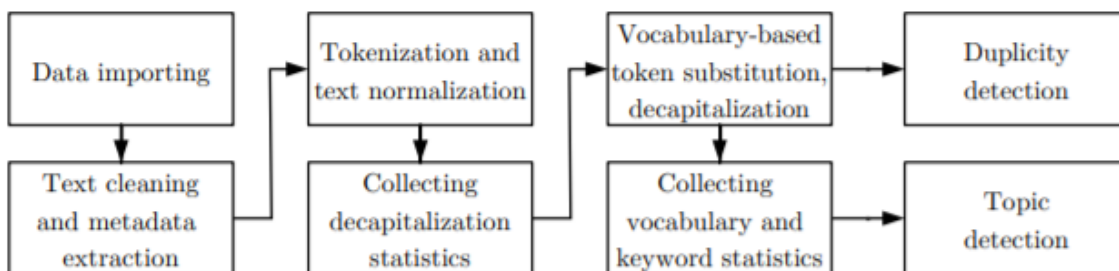 Data importing
Text cleaning
and metadata
extraction
Tokenization and
text normalization
Collecting
decapitalization
statistics
Vocabulary-based
token substitution,
decapitalization
Collecting
vocabulary and
keyword statistics
Duplicity
detection
Topic
detection